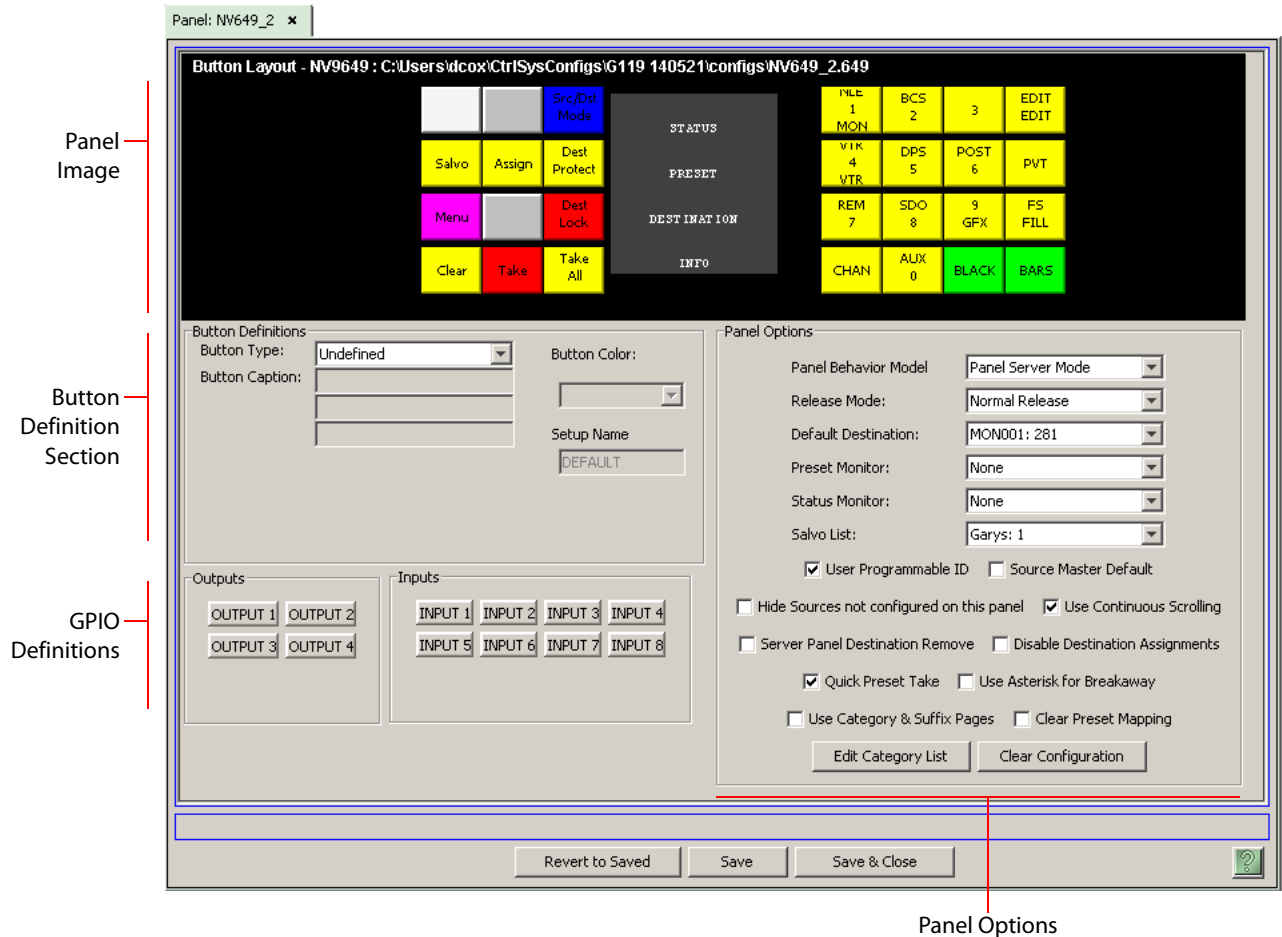 Panel: NV649_2 ×
Button Layout - NV9649 : C:\Users\dcox\CtrlSysConfigs\G119 140521\configs\NV649_2.649
Panel
Image
Src/Dst
Mode
Salvo
Assign
Dest
Protect
Menu
Dest
Lock
Clear
Take
Take
All
STATUS
PRESET
DESTINATION
INFO
NLE
1
MON
BCS
2
3
EDIT
EDIT
VTR
4
VTR
DPS
5
POST
6
PVT
REM
7
SDO
8
9
GFX
FS
FILL
CHAN
AUX
0
BLACK
BARS
Button
Definition
Section
Button Definitions
Button Type:
Undefined
Button Color:
Button Caption:
Setup Name
DEFAULT
GPIO
Definitions
Outputs
OUTPUT 1 OUTPUT 2
OUTPUT 3 OUTPUT 4
Inputs
INPUT 1 INPUT 2 INPUT 3 INPUT 4
INPUT 5 INPUT 6 INPUT 7 INPUT 8
Panel Options
Panel Behavior Model Panel Server Mode
Release Mode: Normal Release
Default Destination: MON001: 281
Preset Monitor: None
Status Monitor: None
Salvo List: Garys: 1
User Programmable ID Source Master Default
Hide Sources not configured on this panel Use Continuous Scrolling
Server Panel Destination Remove Disable Destination Assignments
Quick Preset Take Use Asterisk for Breakaway
Use Category & Suffix Pages Clear Preset Mapping
Edit Category List Clear Configuration
Revert to Saved Save Save & Close ?
Panel Options